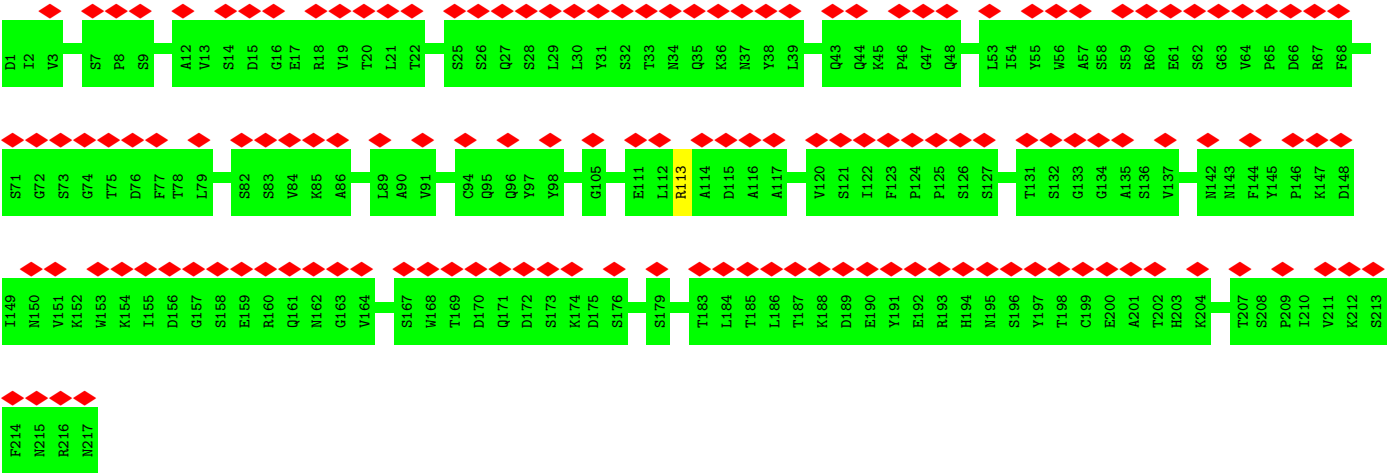 D1 I2 V3 S7 P8 S9 A12 V13 S14 D15 G16 E17 R18 V19 T20 L21 T22 S25 S26 Q27 S28 L29 L30 Y31 S32 T33 N34 Q35 K36 N37 Y38 L39 Q43 Q44 K45 P46 G47 Q48 L53 I54 Y55 W56 A57 S58 S59 R60 E61 S62 G63 V64 P65 D66 R67 F68
S71 G72 S73 G74 T75 D76 F77 T78 L79 S82 S83 V84 K85 A86 L89 A90 V91 C94 Q95 Q96 Y97 Y98 G105 E111 L112 R113 A114 D115 A116 A117 V120 S121 I122 F123 P124 P125 S126 S127 T131 S132 G133 G134 A135 S136 V137 N142 N143 F144 Y145 P146 K147 D148
I149 N150 V151 K152 W153 K154 I155 D156 G157 S158 E159 R160 Q161 N162 G163 V164 S167 W168 T169 D170 Q171 D172 S173 K174 D175 S176 S179 T183 L184 T185 L186 T187 K188 D189 E190 Y191 E192 R193 H194 N195 S196 Y197 T198 C199 E200 A201 T202 H203 K204 T207 S208 P209 I210 V211 K212 S213
F214 N215 R216 N217